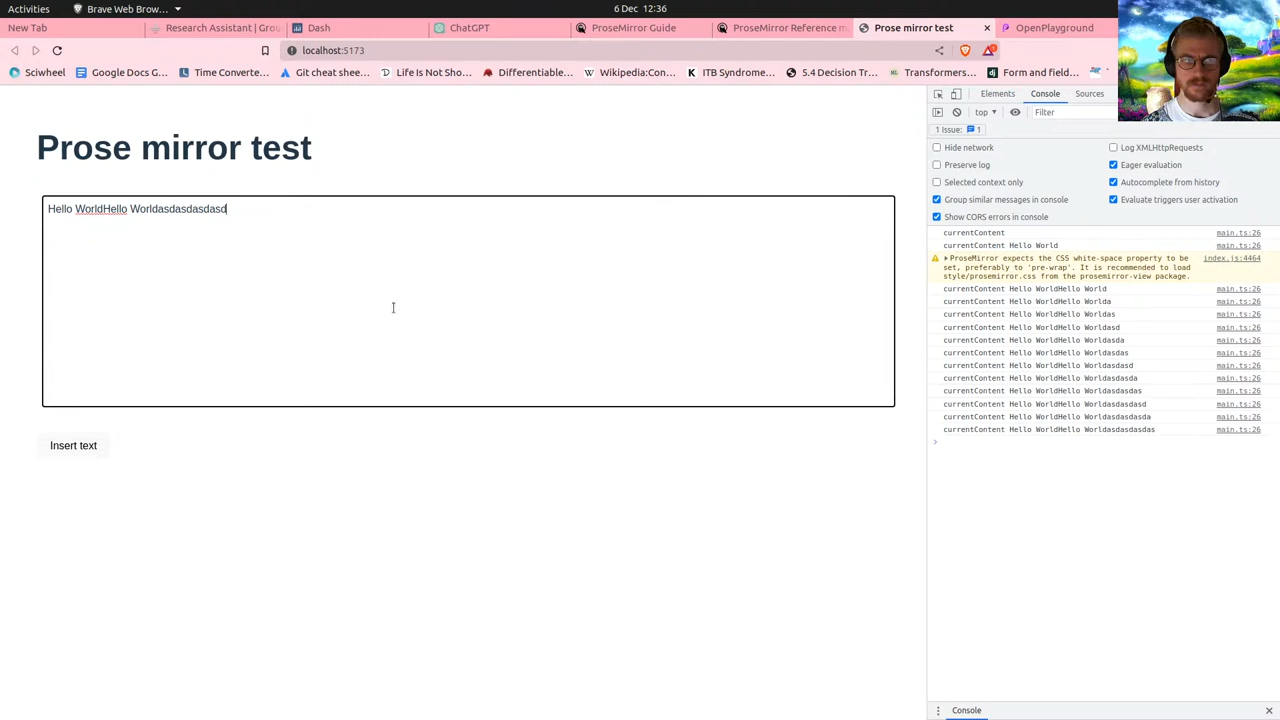 Activities
Brave Web Brow...
6 Dec 12:36
New Tab
Research Assistant | Grou
Dash
ChatGPT
ProseMirror Guide
ProseMirror Reference m
Prose mirror test
OpenPlayground
localhost:5173
Sciwheel
Google Docs G...
Time Converte...
Git cheat shee...
Life Is Not Sho...
Differentiable...
Wikipedia:Con...
ITB Syndrome...
5.4 Decision Tr...
Transformers...
Form and field...
Elements
Console
Sources
top
Filter
1 Issue: 1
Hide network
Log XMLHttpRequests
Preserve log
Eager evaluation
Selected context only
Autocomplete from history
Group similar messages in console
Evaluate triggers user activation
Show CORS errors in console
Prose mirror test
Hello WorldHello Worldasdasdasdasd
Insert text
currentContent main.ts:26
currentContent Hello World main.ts:26
ProseMirror expects the CSS white-space property to be index.js:4464
set, preferably to 'pre-wrap'. It is recommended to load
style/prosemirror.css from the prosemirror-view package.
currentContent Hello WorldHello World main.ts:26
currentContent Hello WorldHello Worlda main.ts:26
currentContent Hello WorldHello Worldas main.ts:26
currentContent Hello WorldHello Worldasd main.ts:26
currentContent Hello WorldHello Worldasda main.ts:26
currentContent Hello WorldHello Worldasdas main.ts:26
currentContent Hello WorldHello Worldasdasd main.ts:26
currentContent Hello WorldHello Worldasdasda main.ts:26
currentContent Hello WorldHello Worldasdasdas main.ts:26
currentContent Hello WorldHello Worldasdasdasd main.ts:26
currentContent Hello WorldHello Worldasdasdasda main.ts:26
currentContent Hello WorldHello Worldasdasdasdas main.ts:26
Console